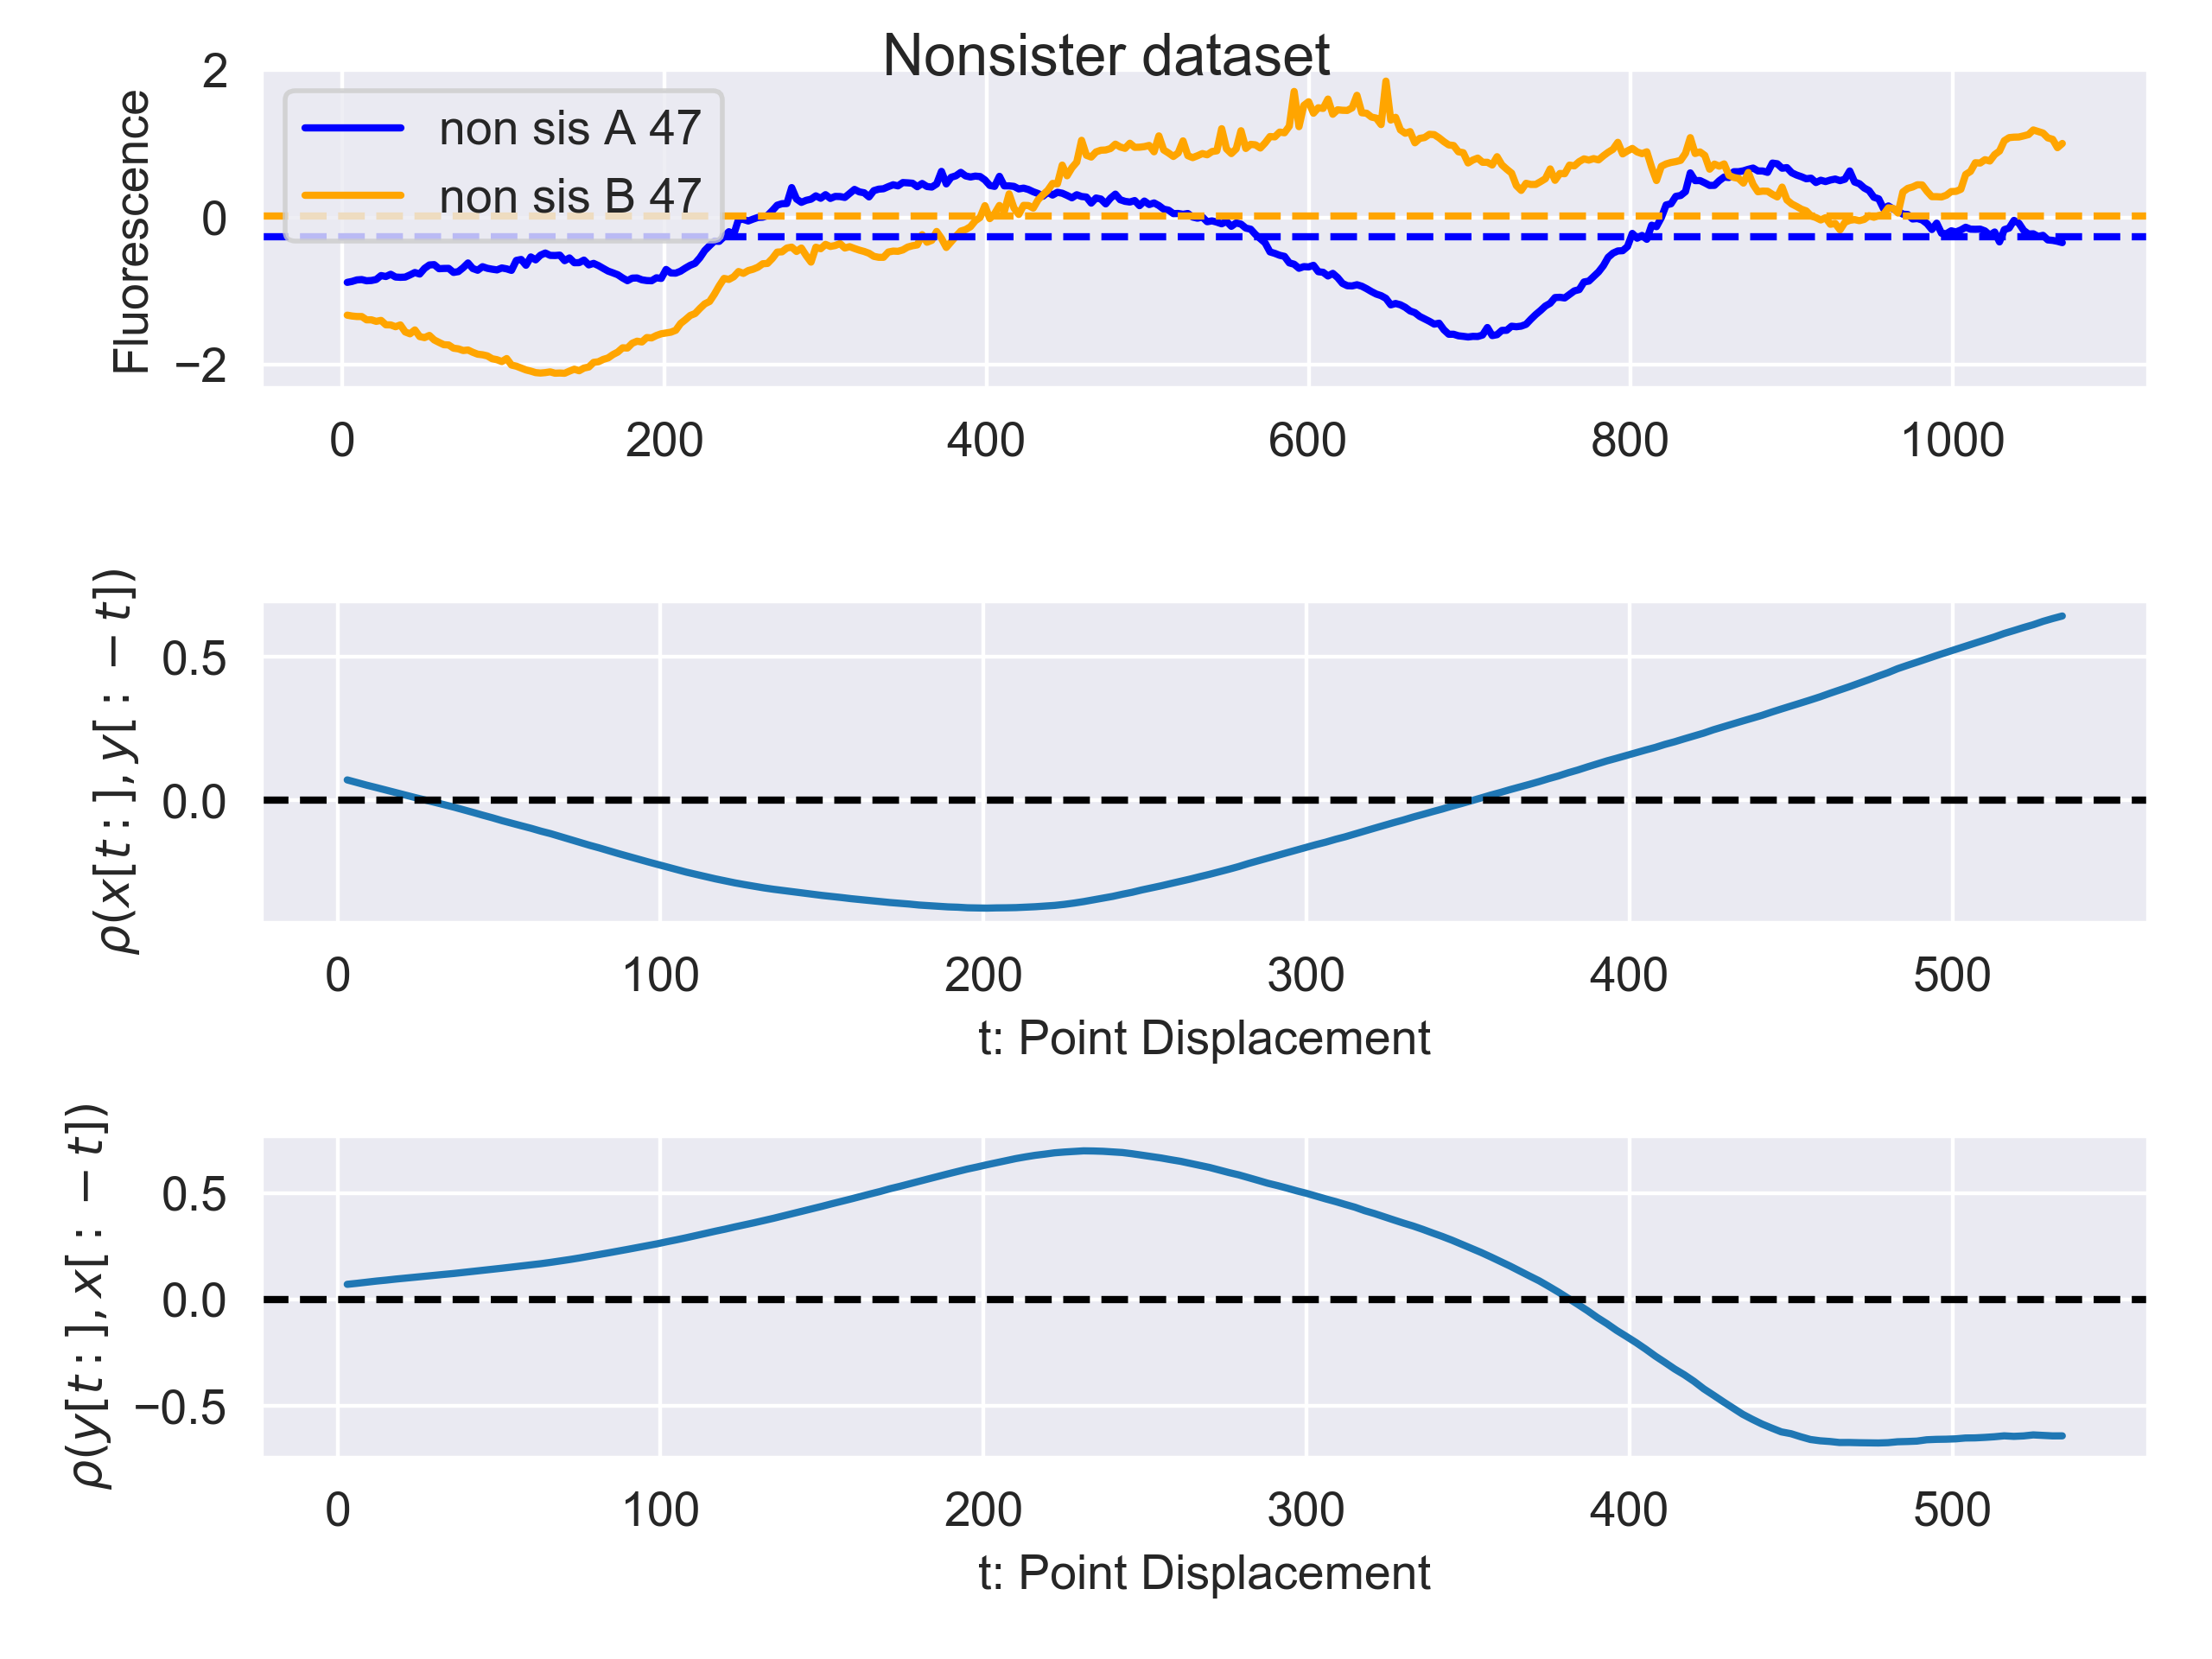 Nonsister dataset
Fluorescence
2
0
−2
non sis A 47
non sis B 47
0 200 400 600 800 1000
ρ(x[t:], y[: − t])
0.5
0.0
0 100 200 300 400 500
t: Point Displacement
ρ(y[t:], x[: − t])
0.5
0.0
−0.5
0 100 200 300 400 500
t: Point Displacement